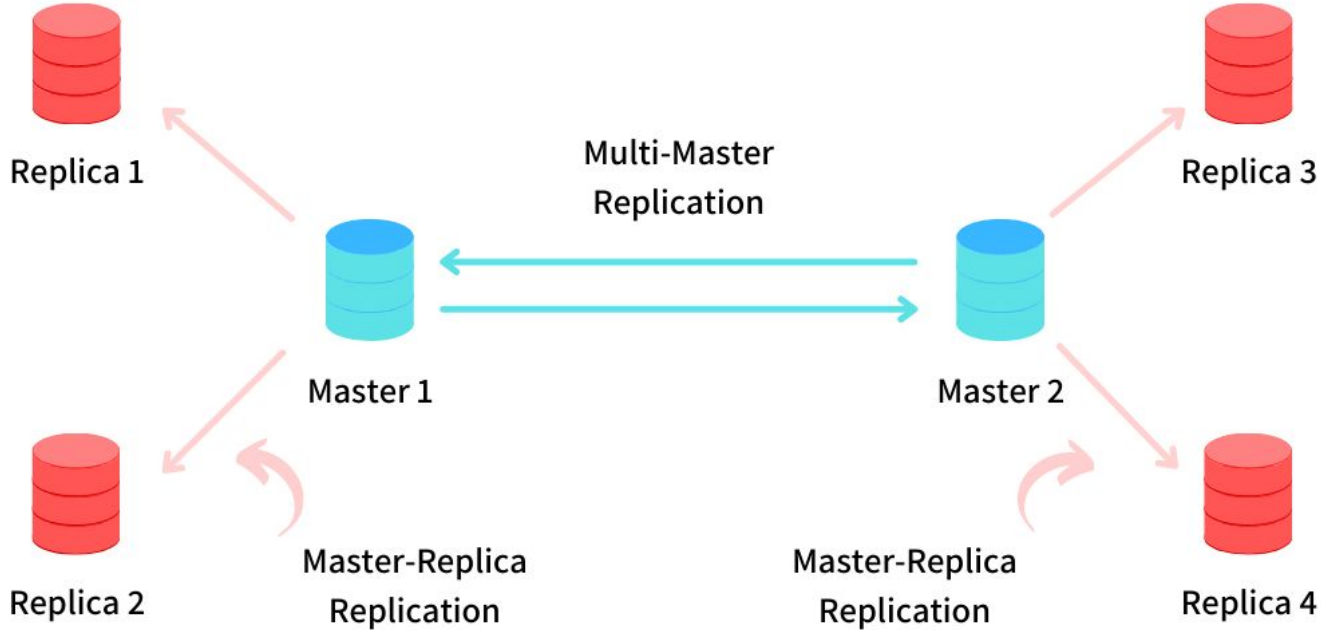 Multi-Master
Replication
Replica 1
Replica 3
Master 1
Master 2
Master-Replica
Replication
Master-Replica
Replication
Replica 2
Replica 4